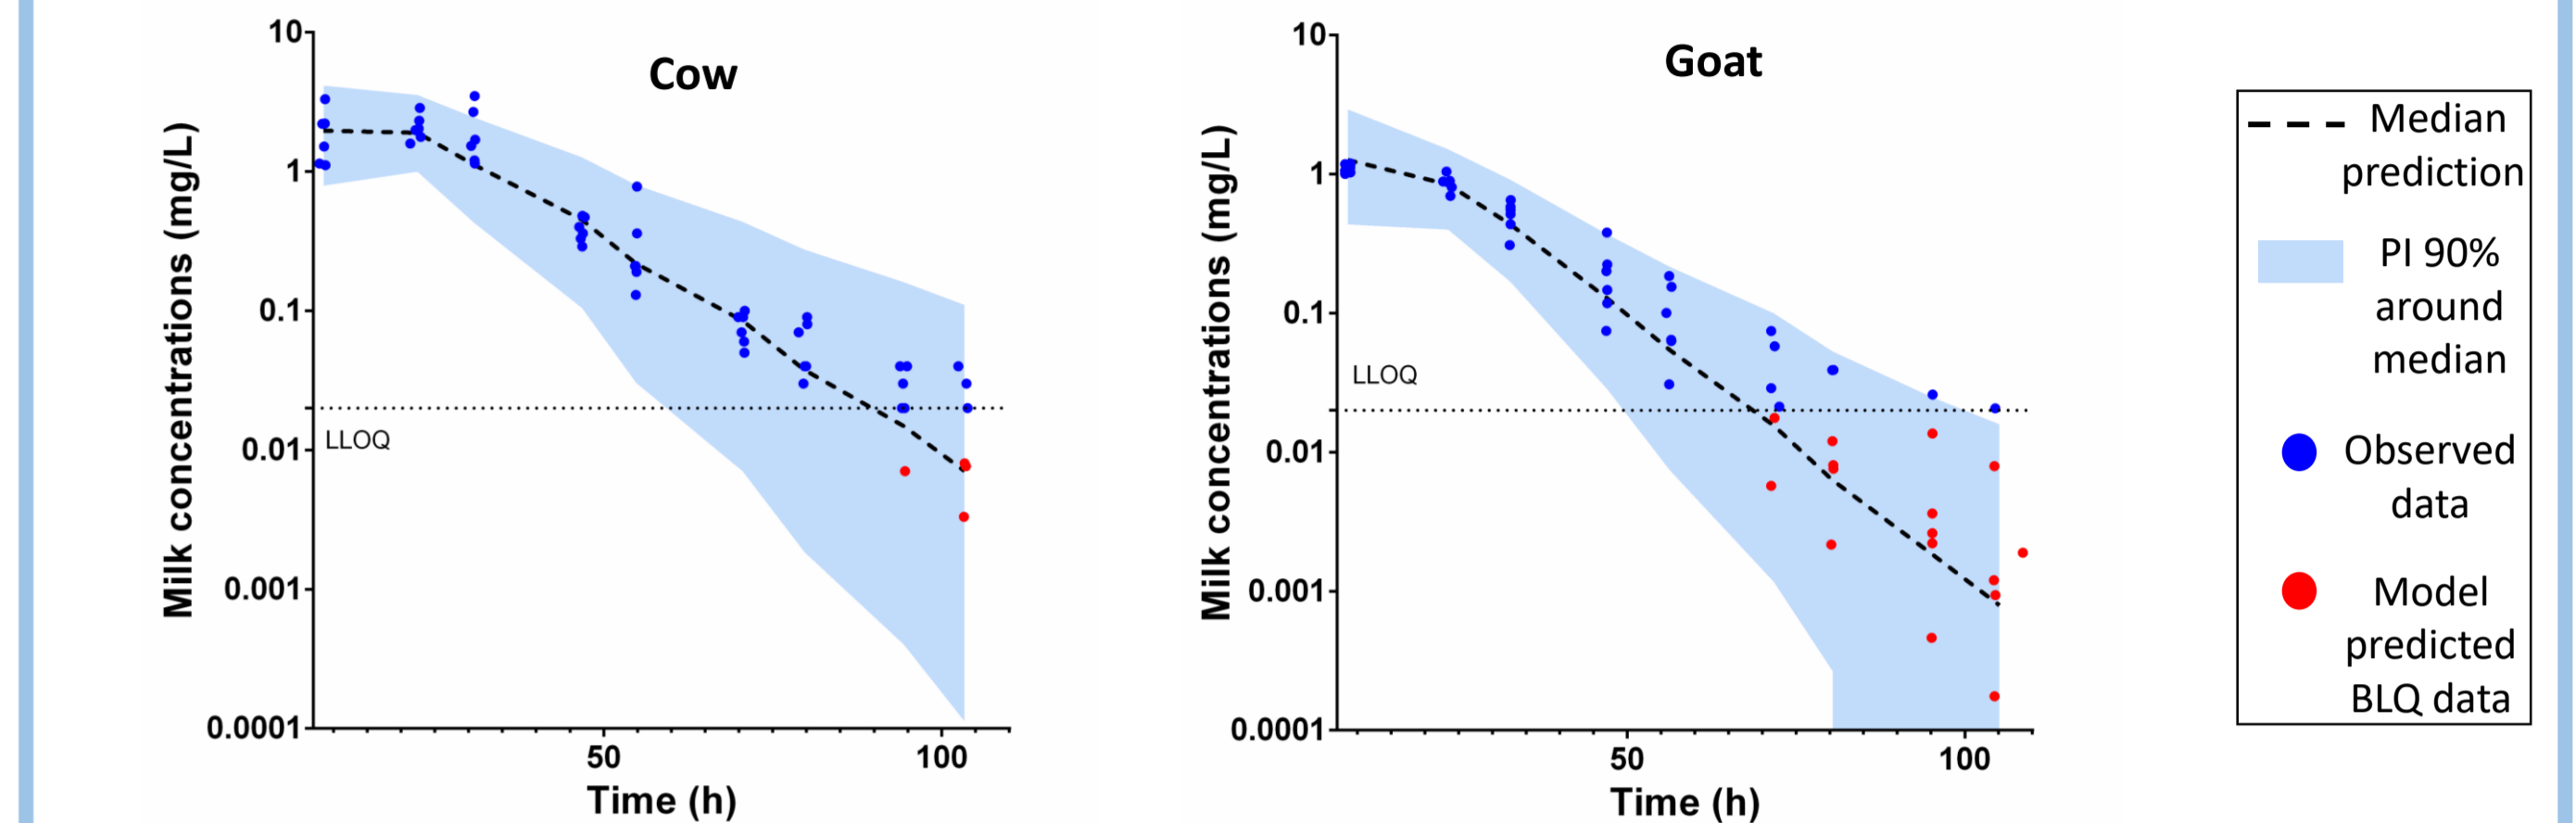 Cow
Milk concentrations (mg/L)
10
1
0.1
0.01
0.001
0.0001
LLOQ
50
100
Time (h)
Goat
Milk concentrations (mg/L)
10
1
0.1
0.01
0.001
0.0001
LLOQ
50
100
Time (h)
Median
prediction
PI 90%
around
median
Observed
data
Model
predicted
BLQ data